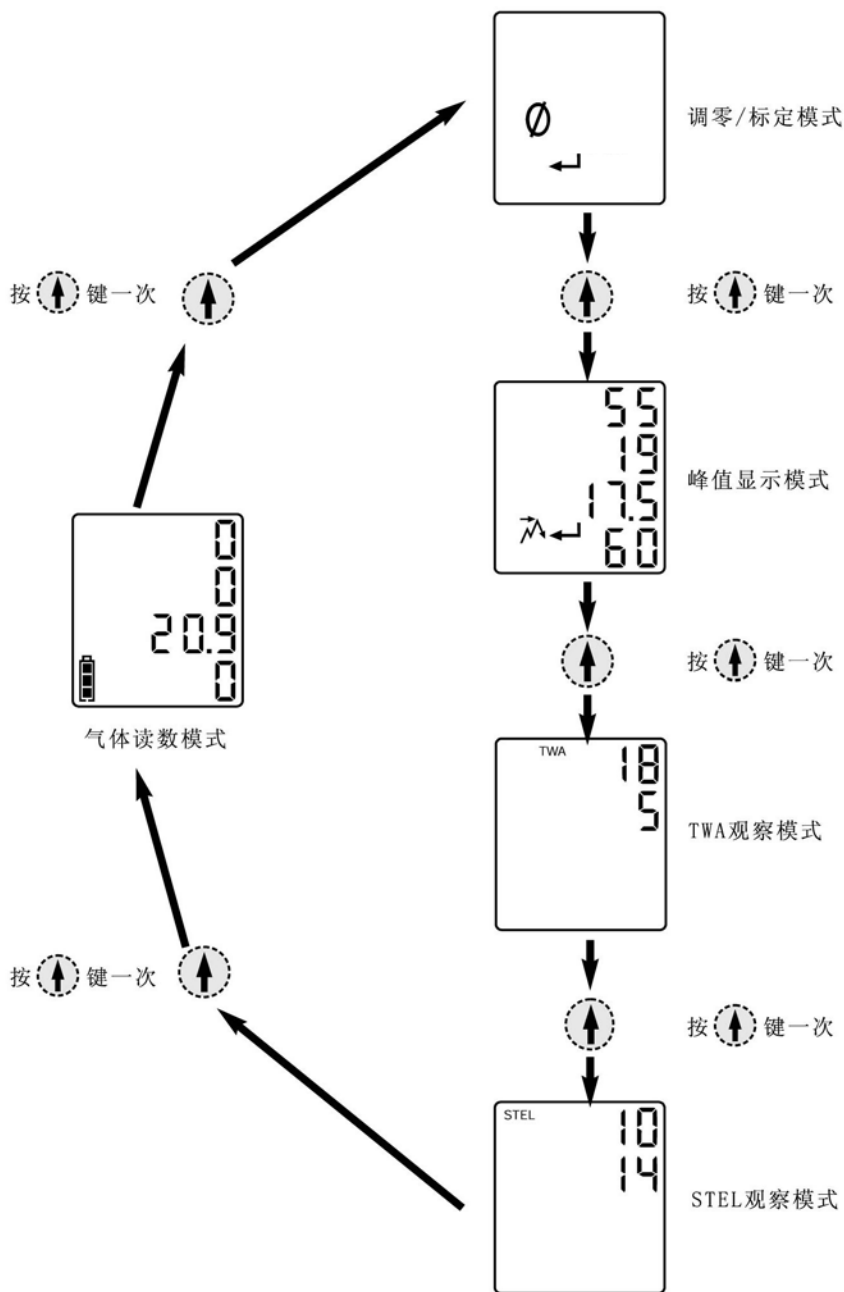 Ø
调零/标定模式
按键一次
按键一次
55
19
17.5
60
峰值显示模式
0
0
20.9
0
气体读数模式
按键一次
TWA
18
5
TWA观察模式
按键一次
按键一次
STEL
10
14
STEL观察模式